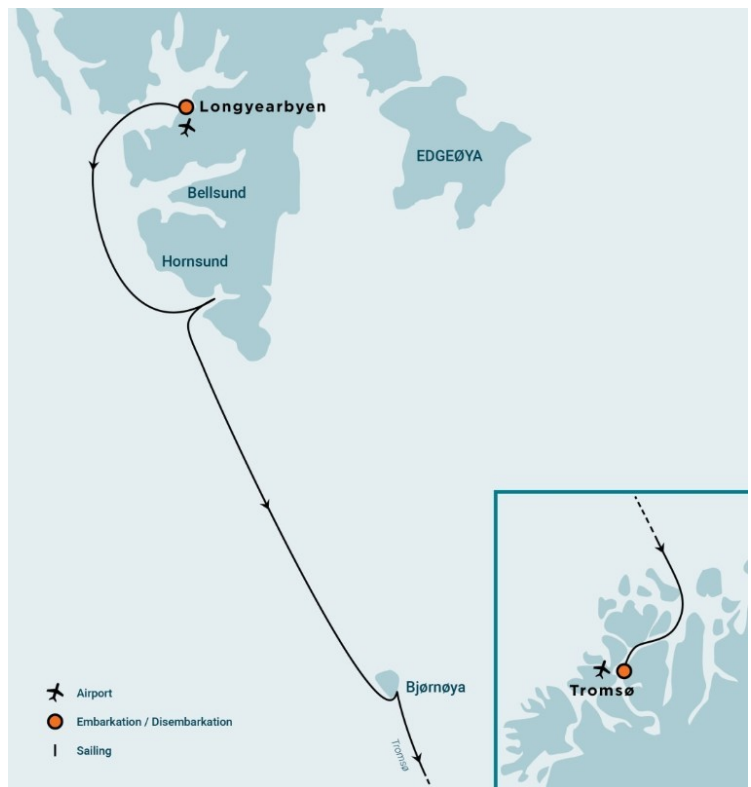 Longyearbyen
EDGEØYA
Bellsund
Hornsund
Bjørnøya
Tromsø
Airport
Embarkation / Disembarkation
Sailing
Tromsø